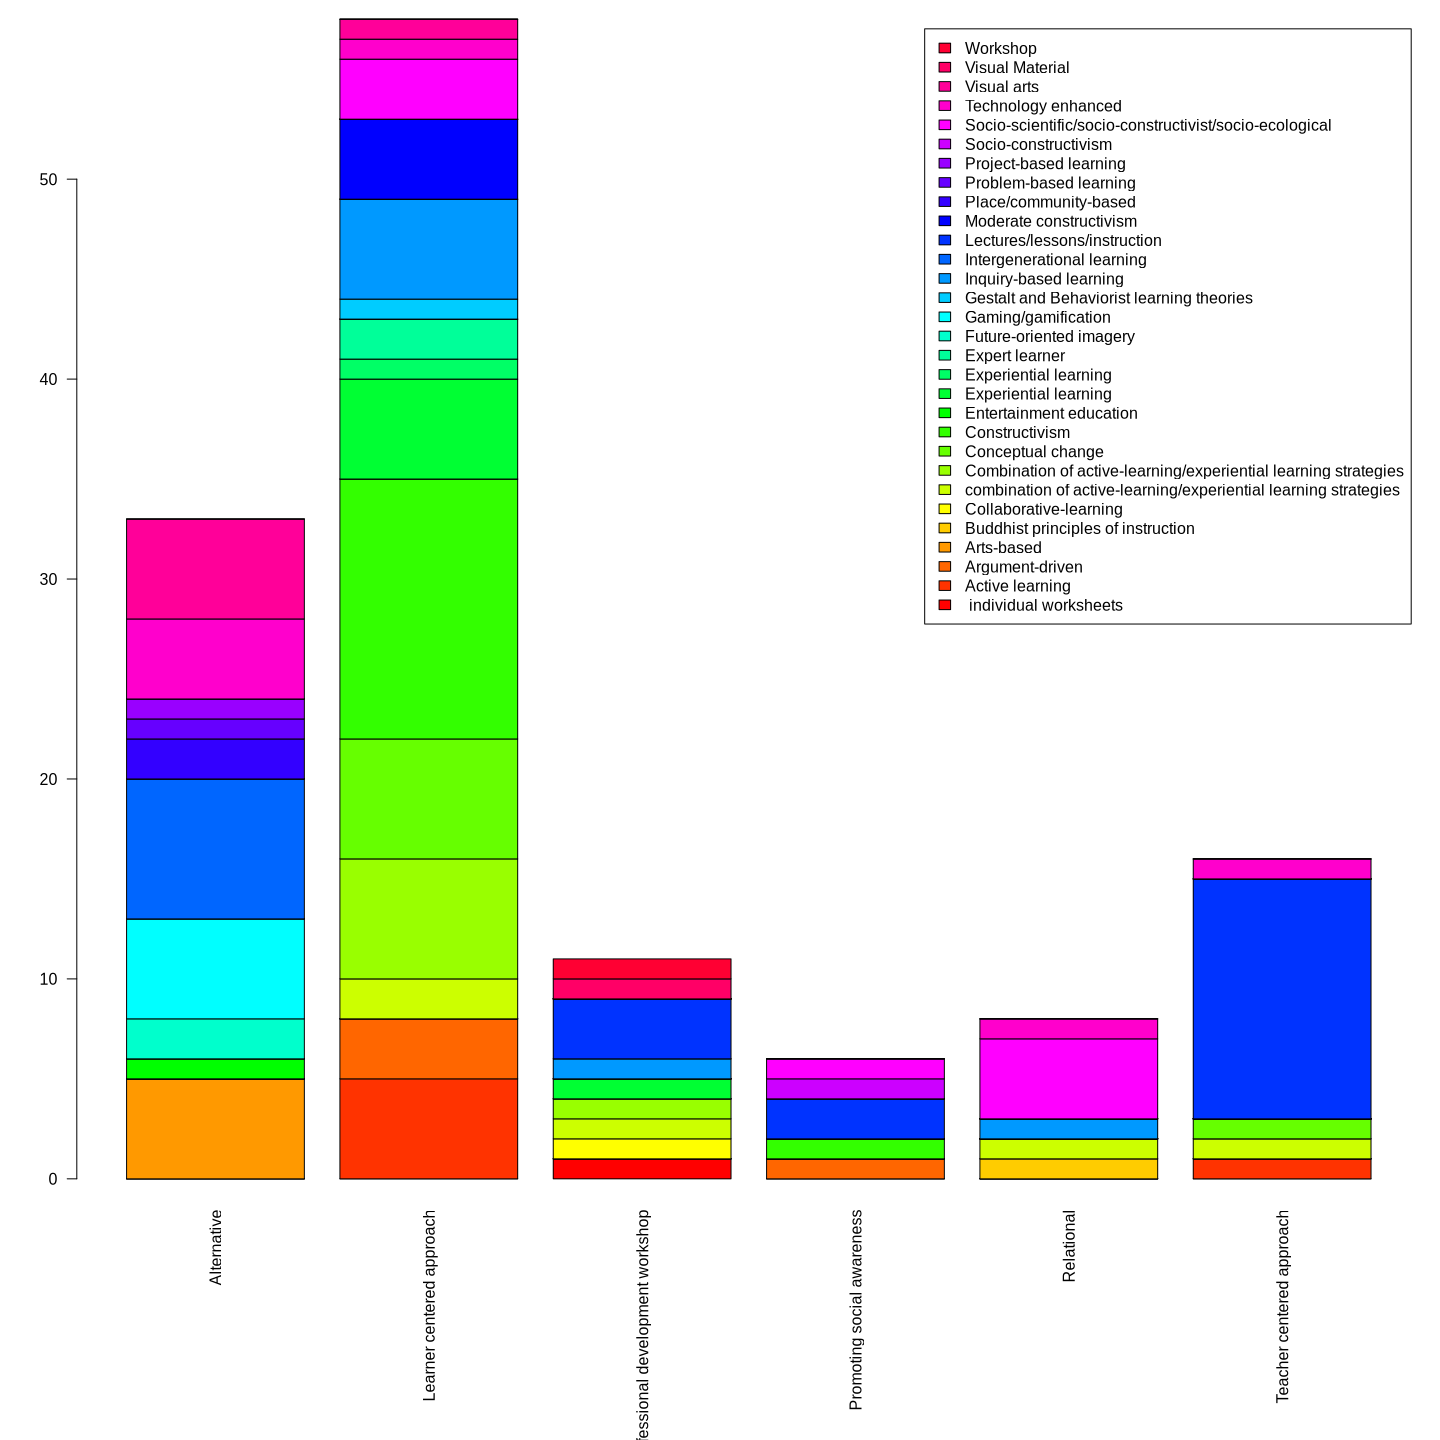 Workshop
Visual Material
Visual arts
Technology enhanced
Socio-scientific/socio-constructivist/socio-ecological
Socio-constructivism
Project-based learning
Problem-based learning
Place/community-based
Moderate constructivism
Lectures/lessons/instruction
Intergenerational learning
Inquiry-based learning
Gestalt and Behaviorist learning theories
Gaming/gamification
Future-oriented imagery
Expert learner
Experiential learning
Experiential learning
Entertainment education
Constructivism
Conceptual change
Combination of active-learning/experiential learning strategies
combination of active-learning/experiential learning strategies
Collaborative-learning
Buddhist principles of instruction
Arts-based
Argument-driven
Active learning
individual worksheets
50
40
30
20
10
0
Alternative
Learner centered approach
fessional development workshop
Promoting social awareness
Relational
Teacher centered approach